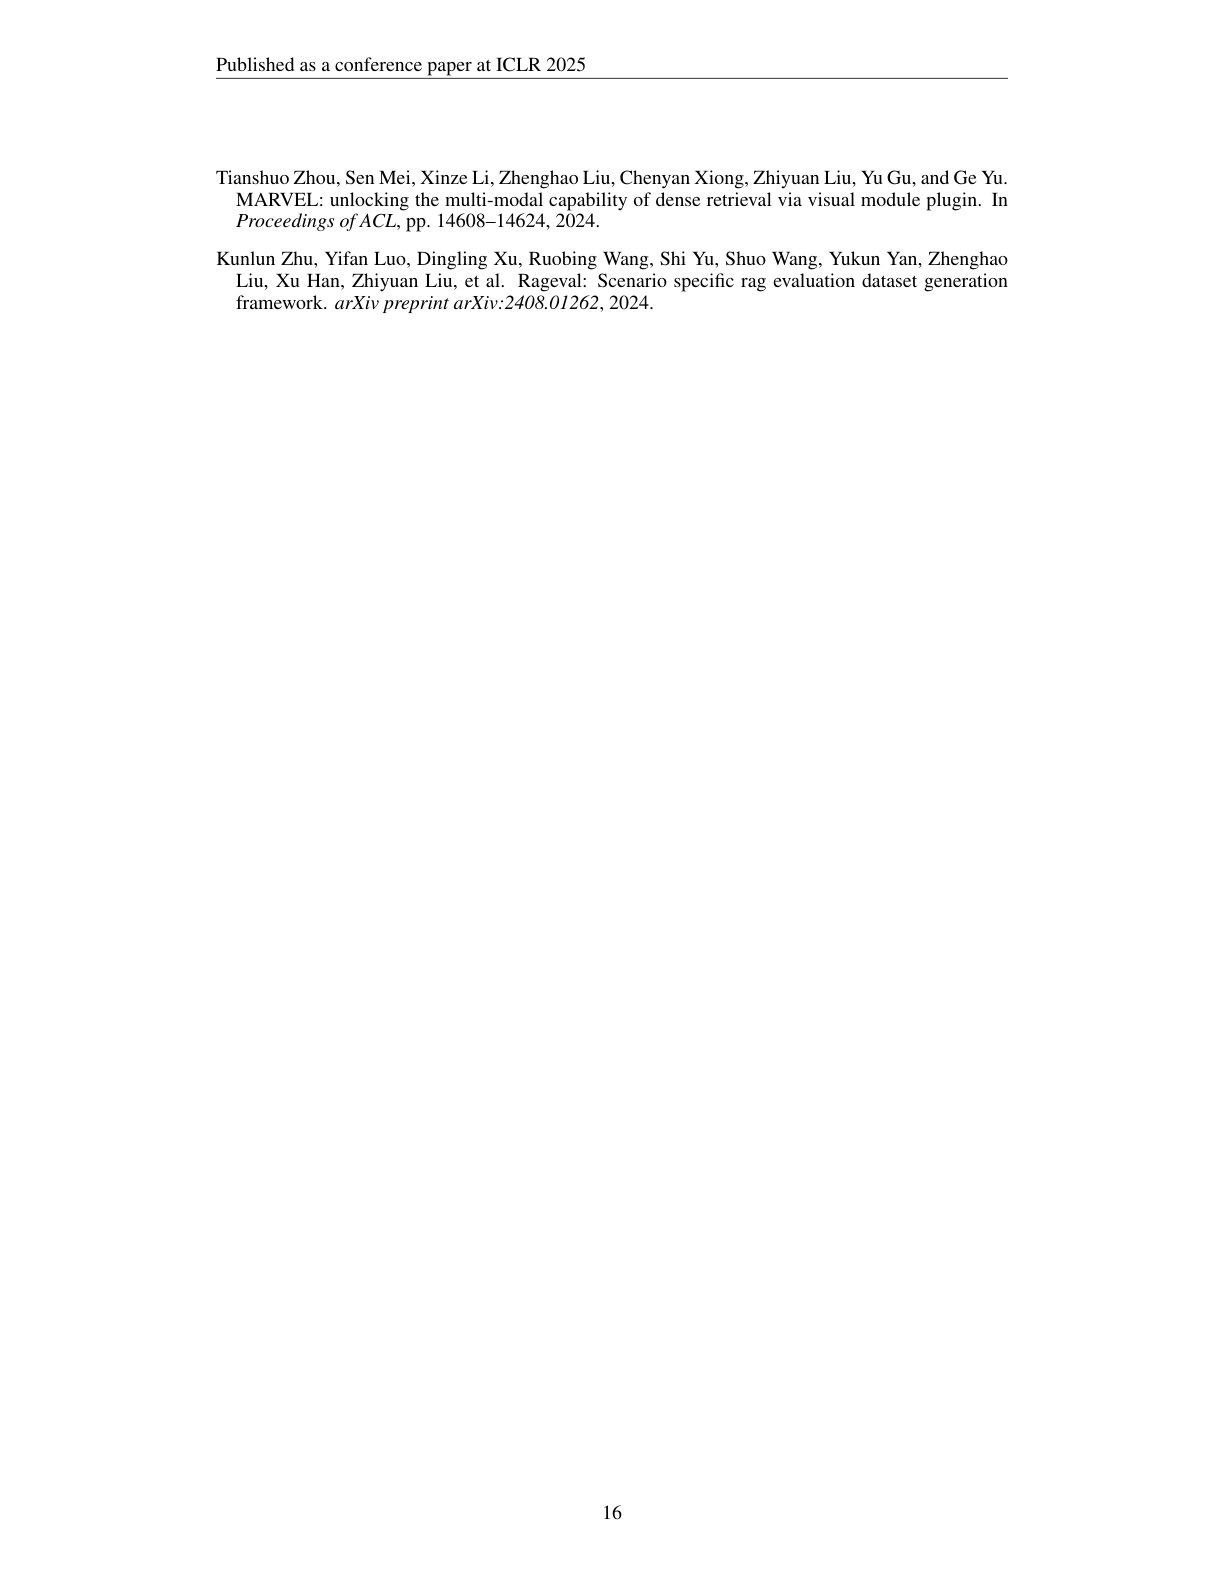 Published as a conference paper at ICLR 2025
Tianshuo Zhou, Sen Mei, Xinze Li, Zhenghao Liu, Chenyan Xiong, Zhiyuan Liu, Yu Gu, and Ge Yu.
MARVEL: unlocking the multi-modal capability of dense retrieval via visual module plugin. In
Proceedings of ACL, pp. 14608–14624, 2024.
Kunlun Zhu, Yifan Luo, Dingling Xu, Ruobing Wang, Shi Yu, Shuo Wang, Yukun Yan, Zhenghao
Liu, Xu Han, Zhiyuan Liu, et al. Rageval: Scenario specific rag evaluation dataset generation
framework. arXiv preprint arXiv:2408.01262, 2024.
16